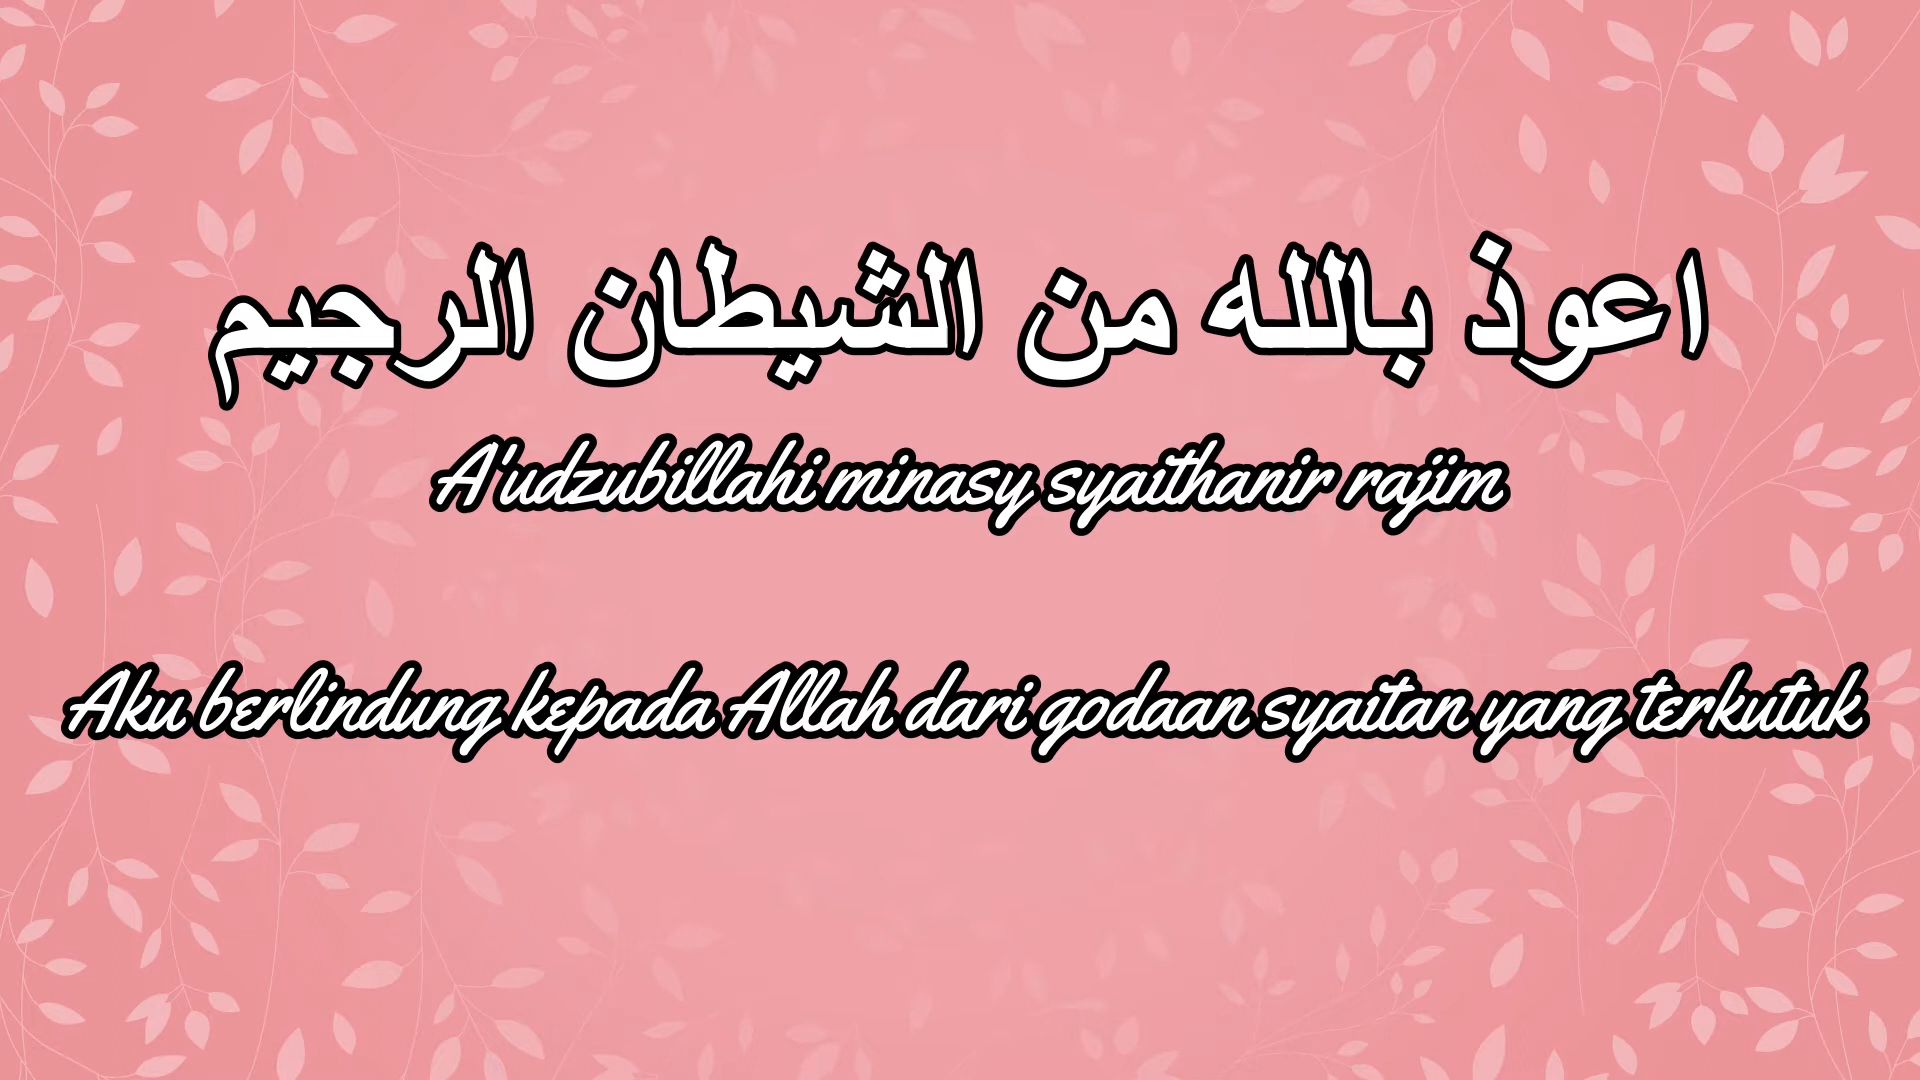 اعوذ بالله من الشيطان الرجيم
A'udzubillahi minasy syaithanir rajim
Aku berlindung kepada Allah dari godaan syaitan yang terkutuk